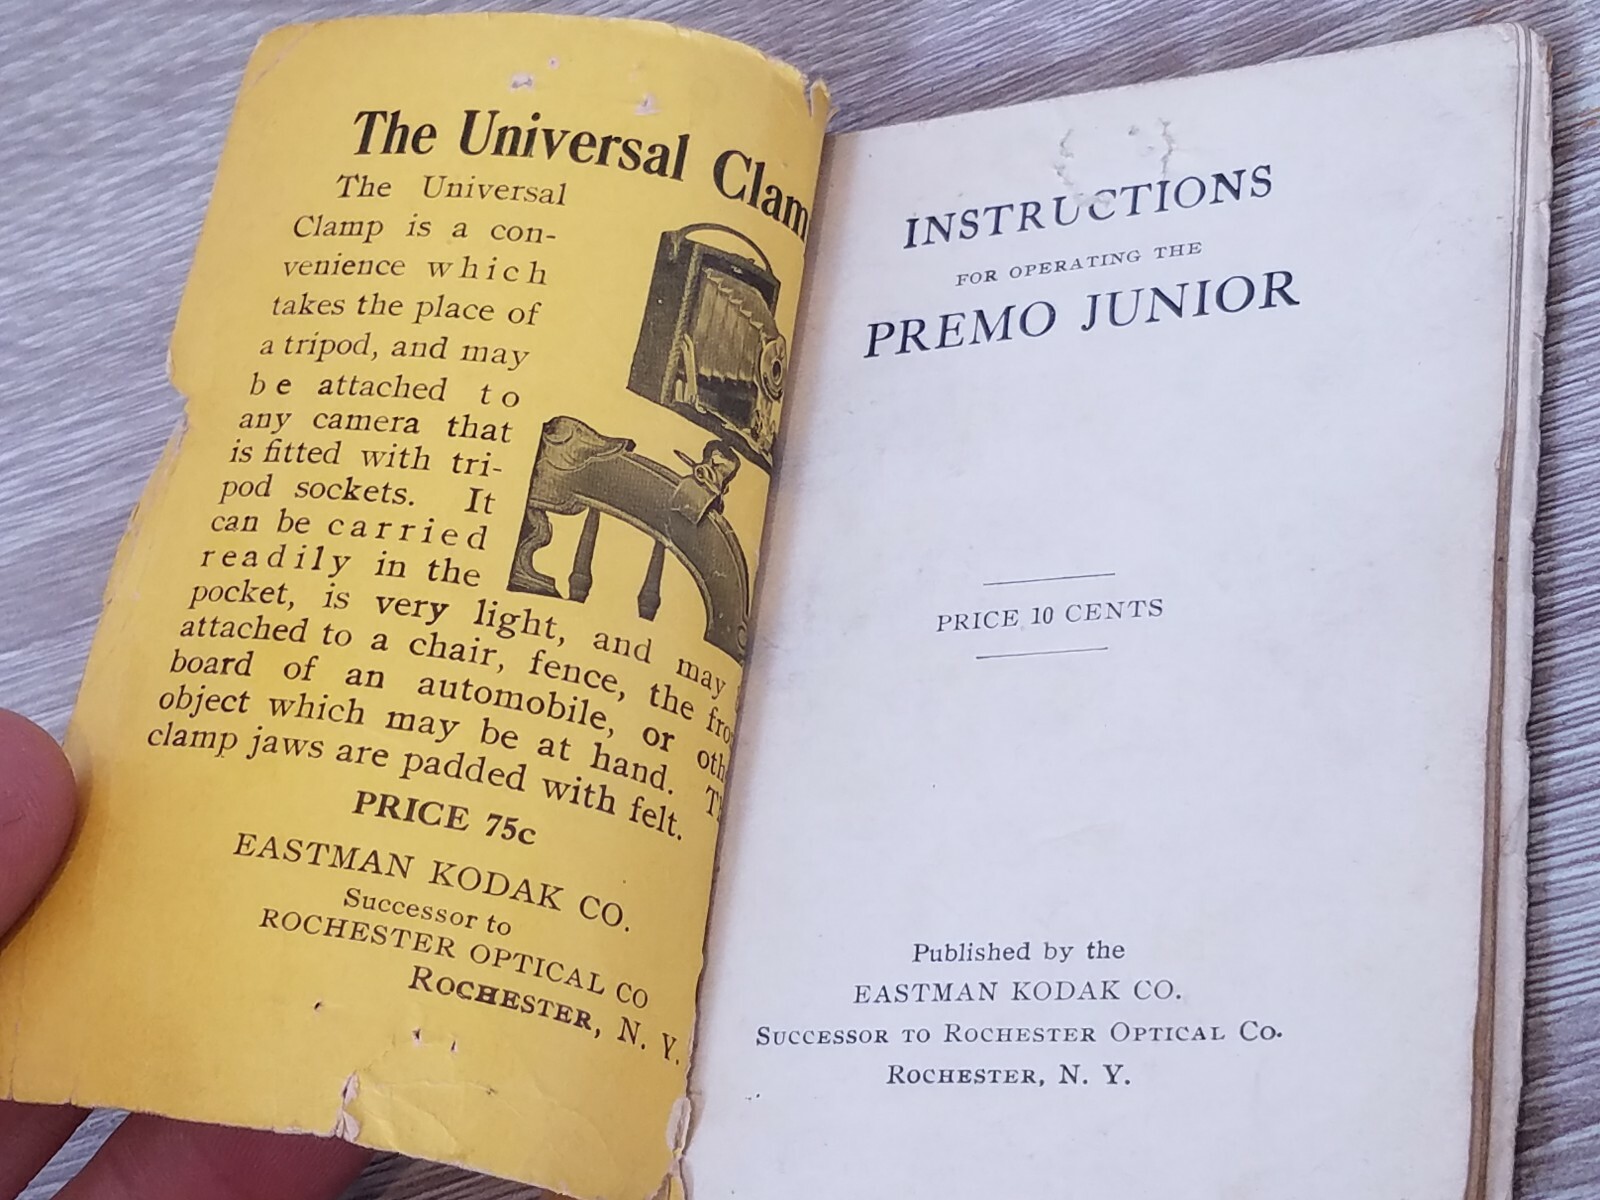 The Universal Clam
The Universal
Clamp is a con-
venience which
takes the place of
a tripod, and may
be attached to
any camera that
is fitted with tri-
pod sockets. It
can be carried
readily in the
pocket, is very light, and may
attached to a chair, fence, the fro
board of an automobile, or oth
object which may be at hand. T
clamp jaws are padded with felt.
PRICE 75c
EASTMAN KODAK CO.
Successor to
ROCHESTER OPTICAL CO
ROCHESTER, N. Y.
INSTRUCTIONS
FOR OPERATING THE
PREMO JUNIOR
PRICE 10 CENTS
Published by the
EASTMAN KODAK CO.
SUCCESSOR TO ROCHESTER OPTICAL CO.
ROCHESTER, N. Y.